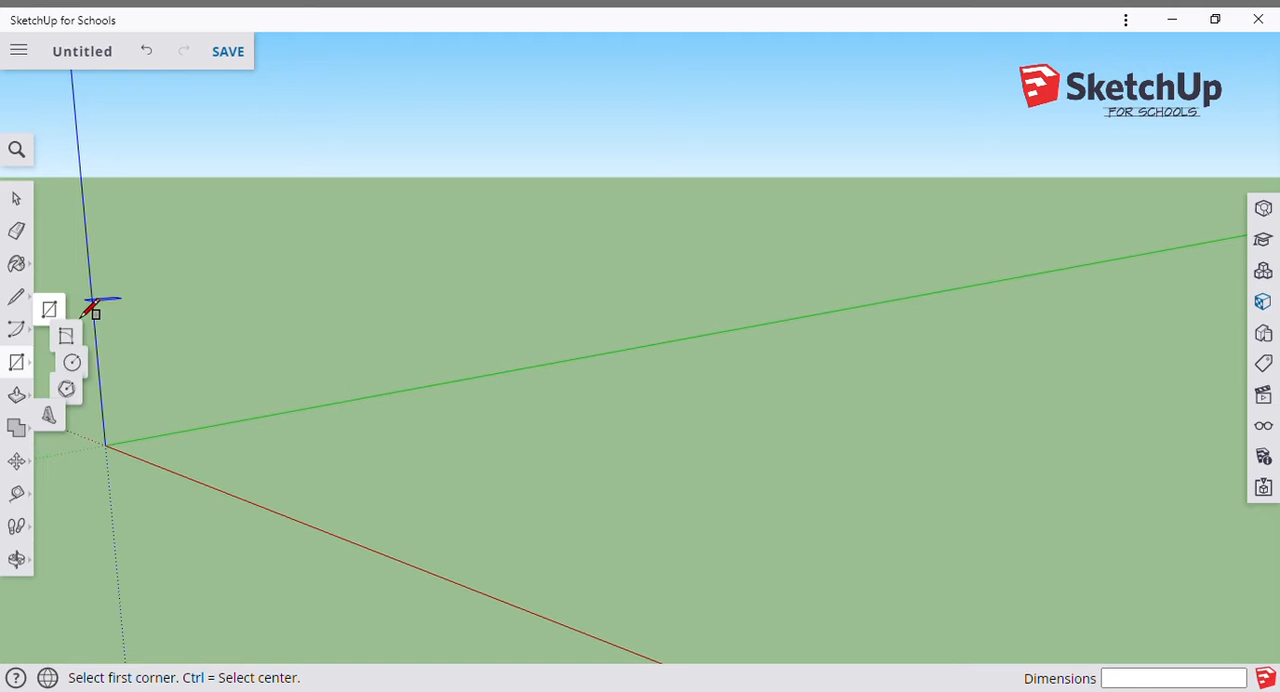 SketchUp for Schools
Untitled
SAVE
SketchUp
FOR SCHOOLS
Select first corner. Ctrl = Select center.
Dimensions